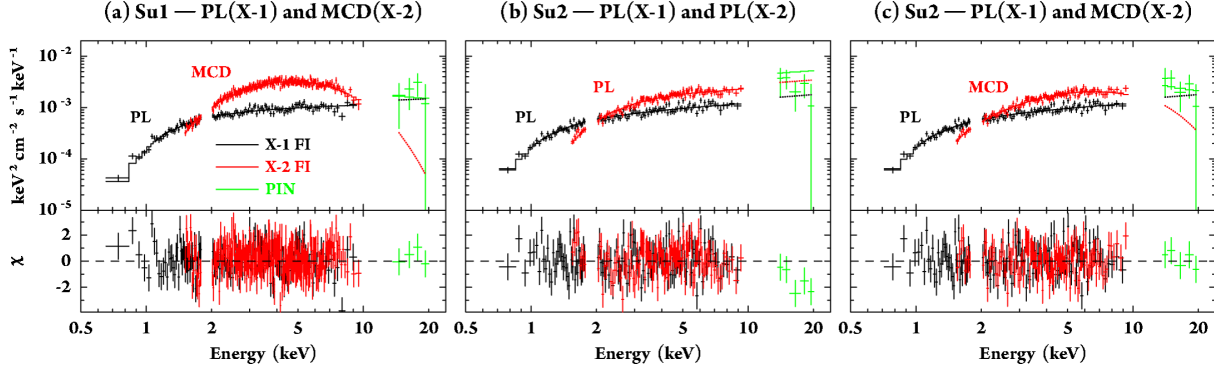 (a) Su1 — PL(X-1) and MCD(X-2)
(b) Su2 — PL(X-1) and PL(X-2)
(c) Su2 — PL(X-1) and MCD(X-2)
keV² cm⁻² s⁻¹ keV⁻¹
10⁻²
10⁻³
10⁻⁴
10⁻⁵
MCD
PL
X-1 FI
X-2 FI
PIN
PL
PL
MCD
PL
χ
2
0
-2
0.5 1 2 5 10 20
0.5 1 2 5 10 20
0.5 1 2 5 10 20
Energy (keV)
Energy (keV)
Energy (keV)